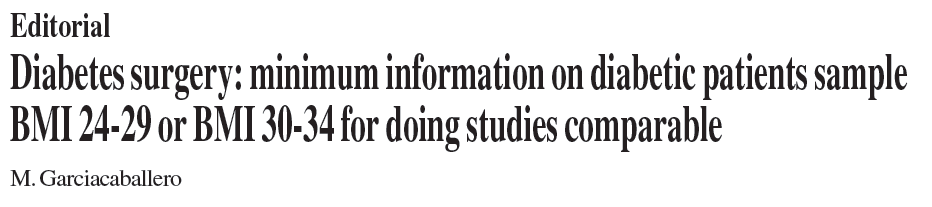 Editorial
Diabetes surgery: minimum information on diabetic patients sample
BMI 24-29 or BMI 30-34 for doing studies comparable
M. Garciacaballero